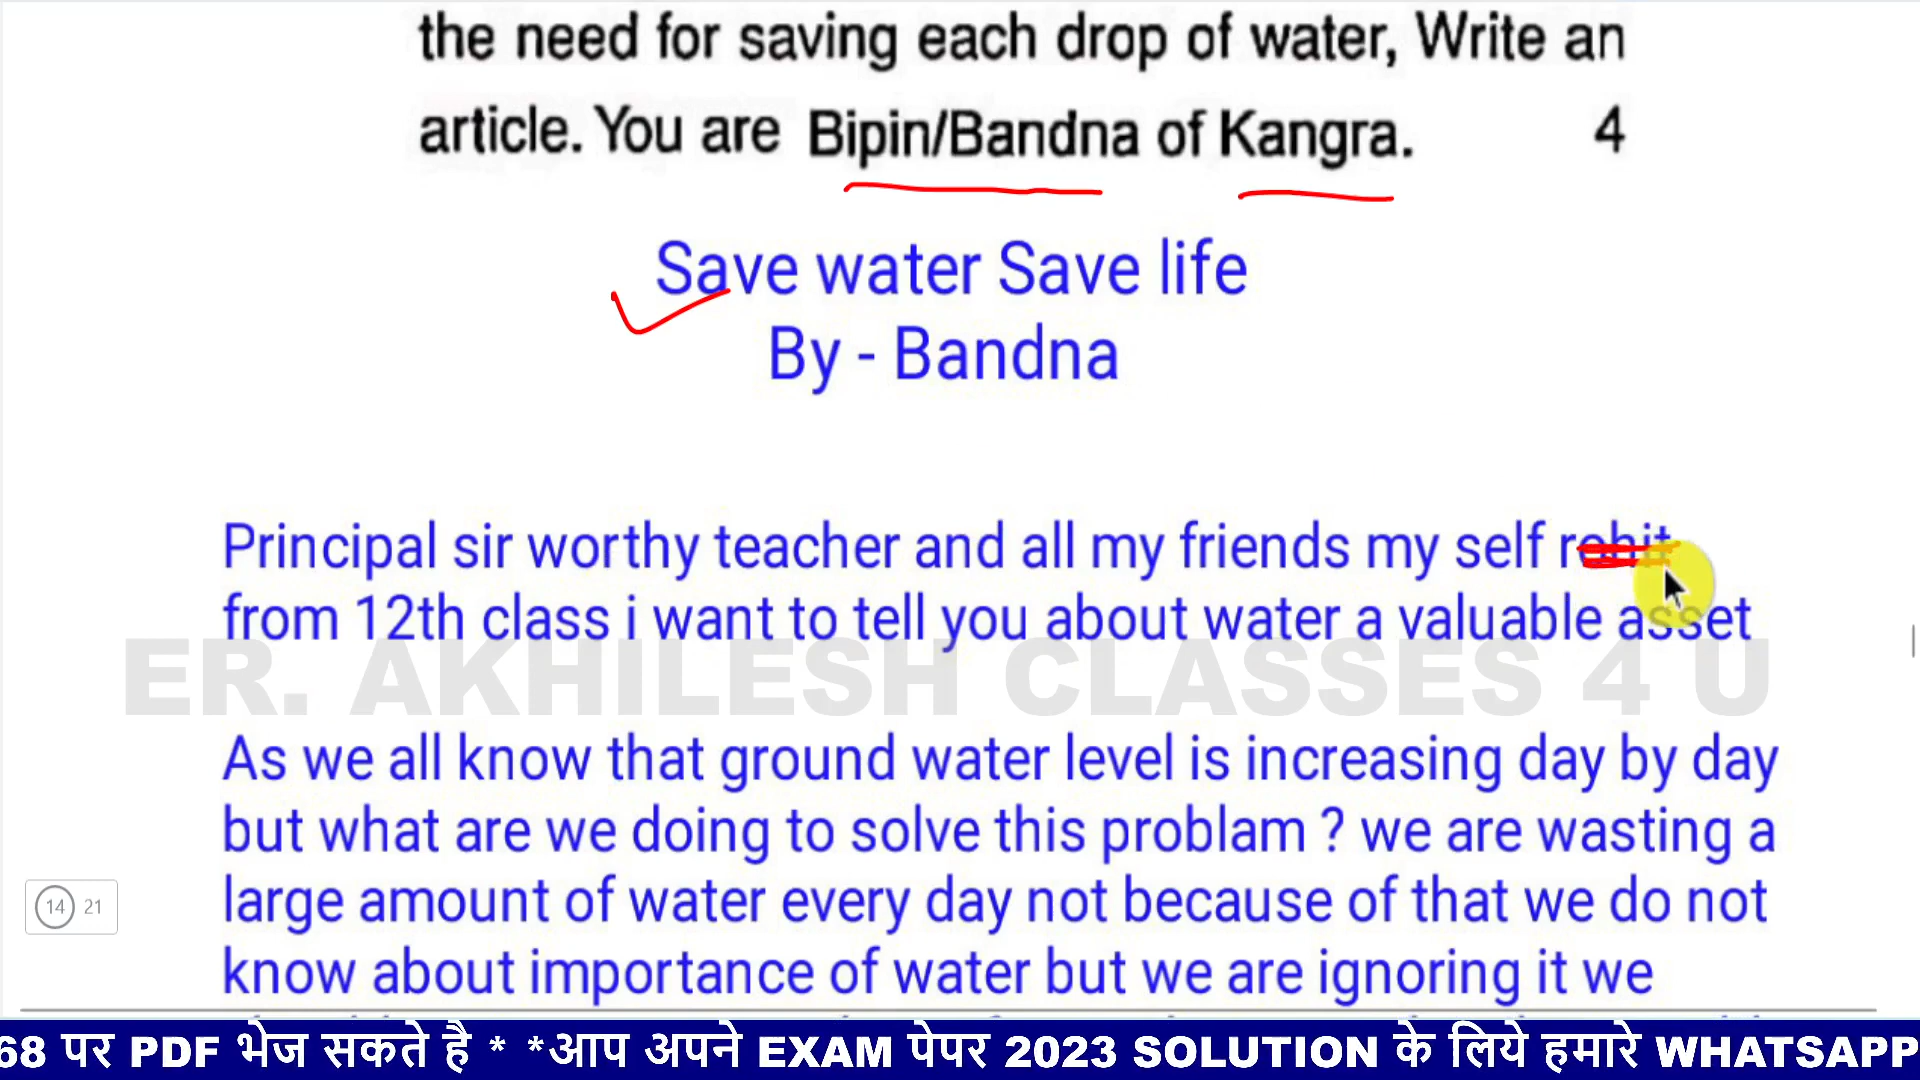 the need for saving each drop of water, Write an
article. You are Bipin/Bandna of Kangra. 4
Save water Save life
By - Bandna
Principal sir worthy teacher and all my friends my self rohit
from 12th class i want to tell you about water a valuable asset
ER. AKHILESH CLASSES 4 U
As we all know that ground water level is increasing day by day
but what are we doing to solve this problam ? we are wasting a
large amount of water every day not because of that we do not
14 21
know about importance of water but we are ignoring it we
68 पर PDF भेज सकते है * *आप अपने EXAM पेपर 2023 SOLUTION के लिये हमारे WHATSAPP